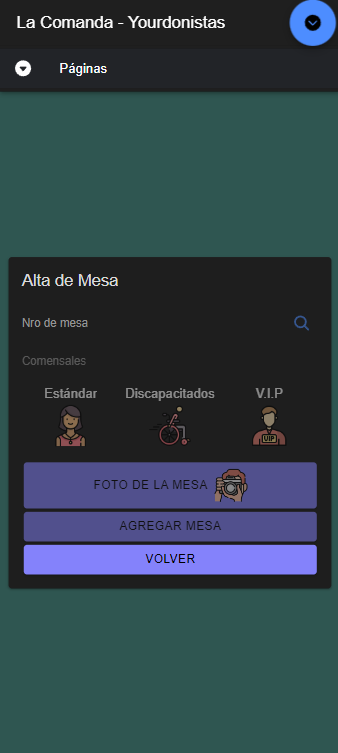 La Comanda - Yourdonistas
Páginas
Alta de Mesa
Nro de mesa
Comensales
Estándar Discapacitados V.I.P
VIP
FOTO DE LA MESA
AGREGAR MESA
VOLVER